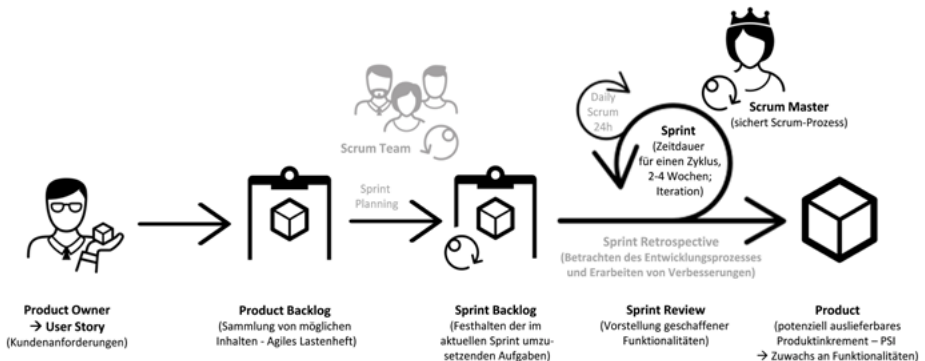 Scrum Team
Daily
Scrum
24h
Sprint
(Zeitdauer
für einen Zyklus,
2-4 Wochen;
Iteration)
Scrum Master
(sichert Scrum-Prozess)
Sprint
Planning
Sprint Retrospective
(Betrachten des Entwicklungsprozesses
und Erarbeiten von Verbesserungen)
Product Owner
→ User Story
(Kundenanforderungen)
Product Backlog
(Sammlung von möglichen
Inhalten - Agiles Lastenheft)
Sprint Backlog
(Festhalten der im
aktuellen Sprint umzu-
setzenden Aufgaben)
Sprint Review
(Vorstellung geschaffener
Funktionalitäten)
Product
(potenziell auslieferbares
Produktinkrement – PSI
→ Zuwachs an Funktionalitäten)